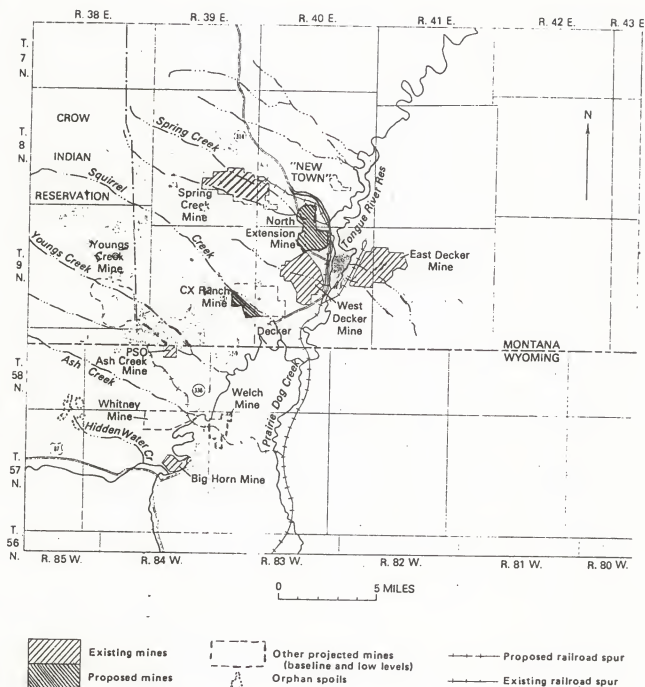 R. 38 E. R. 39 E. R. 40 E. R. 41 E. R. 42 E. R. 43 E
T.
7
N.
CROW
INDIAN
RESERVATION
T.
8
N.
Spring Creek
314
N
"NEW
TOWN"
Squirrel
Creek
Spring
Creek
Mine
North
Extension
Mine
Tongue River Res
T.
9
N.
Youngs Creek
Youngs
Creek
Mine
East Decker
Mine
CX Ranch
Mine
West
Decker
Mine
Decker
MONTANA
WYOMING
PSO
Ash Creek
Mine
T.
58
N.
Ash
Creek
338
Welch
Mine
Whitney
Mine
Prairie Dog Creek
Hidden Water Cr
T.
57
N.
Big Horn Mine
T.
56
N.
R. 85 W. R. 84 W. R. 83 W. R. 82 W. R. 81 W. R. 80 W.
0 5 MILES
Existing mines
Proposed mines
Other projected mines
(baseline and low levels)
Orphan spoils
Proposed railroad spur
Existing railroad spur